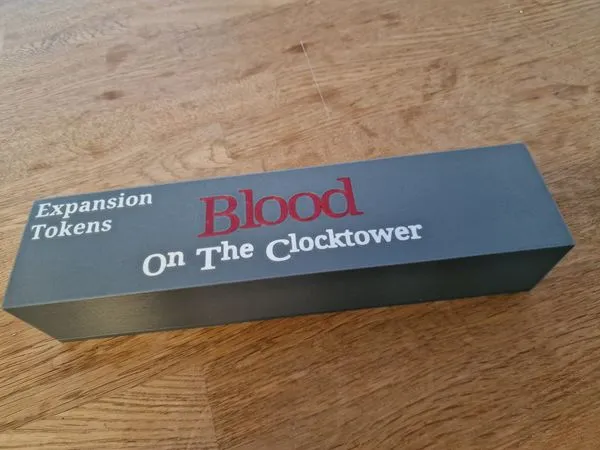 Expansion
Tokens
Blood
On The Clocktower